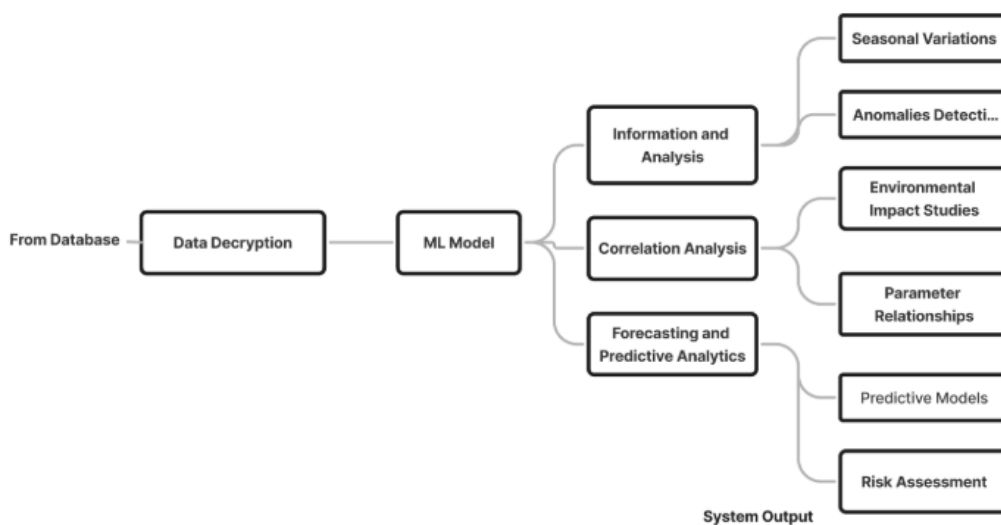 Seasonal Variations
Anomalies Detecti...
Information and
Analysis
Environmental
Impact Studies
From Database
Data Decryption
ML Model
Correlation Analysis
Parameter
Relationships
Forecasting and
Predictive Analytics
Predictive Models
Risk Assessment
System Output